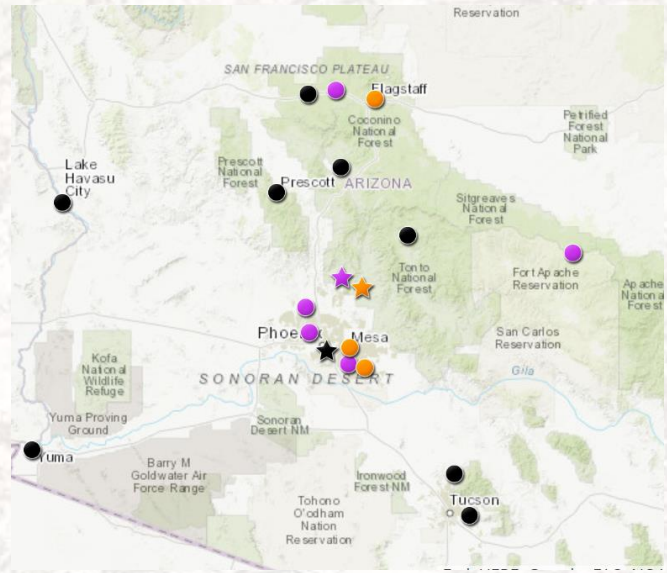 Reservation
SAN FRANCISCO PLATEAU
Flagstaff
Coconino
National
Forest
Petrified
Forest
National
Park
Lake
Havasu
City
Prescott
National
Forest
Prescott
ARIZONA
Sitgreaves
National
Forest
Tonto
National
Forest
Fort Apache
Reservation
Apache
National
Forest
Mesa
San Carlos
Reservation
Kofa
National
Wildlife
Refuge
SONORAN DESERT
Gila
Yuma Proving
Ground
Sonoran
Desert NM
Yuma
Barry M
Goldwater Air
Force Range
Ironwood
Forest NM
Tucson
Tohono
O'odham
Nation
Reservation